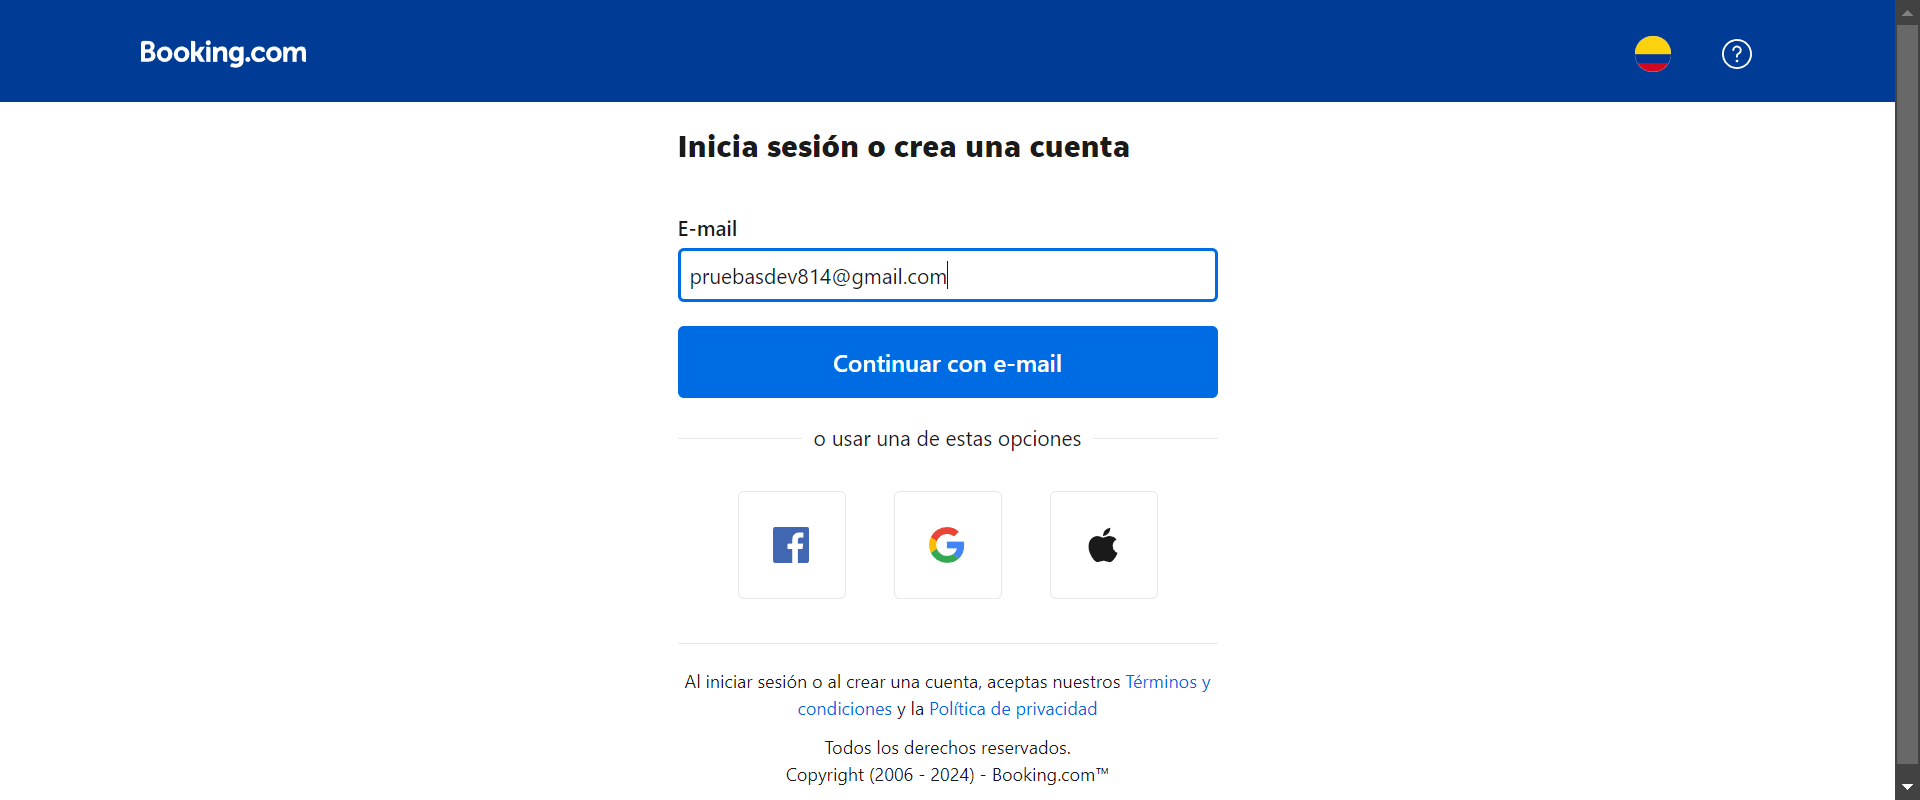 Booking.com
Inicia sesión o crea una cuenta
E-mail
pruebasdev814@gmail.com
Continuar con e-mail
o usar una de estas opciones
Al iniciar sesión o al crear una cuenta, aceptas nuestros Términos y
condiciones y la Política de privacidad
Todos los derechos reservados.
Copyright (2006 - 2024) - Booking.com™